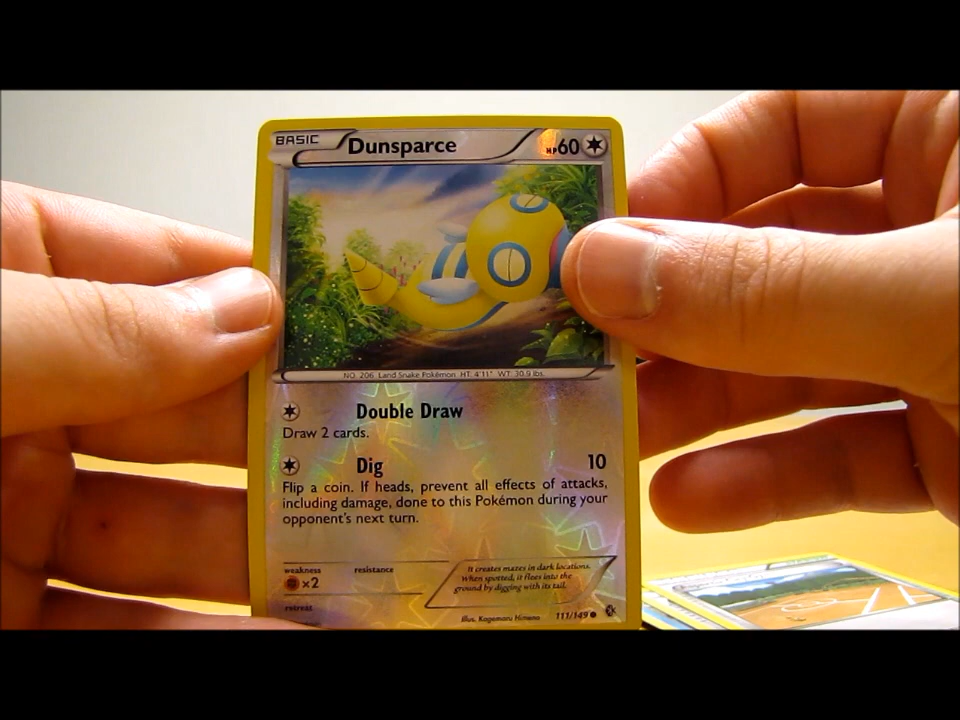 BASIC Dunsparce HP60
NO. 206 Land Snake Pokémon HT: 4'11" WT: 30.9 lbs.
Double Draw
Draw 2 cards.
Dig 10
Flip a coin. If heads, prevent all effects of attacks,
including damage, done to this Pokémon during your
opponent's next turn.
weakness resistance
×2
It creates mazes in dark locations.
When spotted, it flees into the
ground by digging with its tail.
retreat
Illus. Kagemaru Himeno 111/149